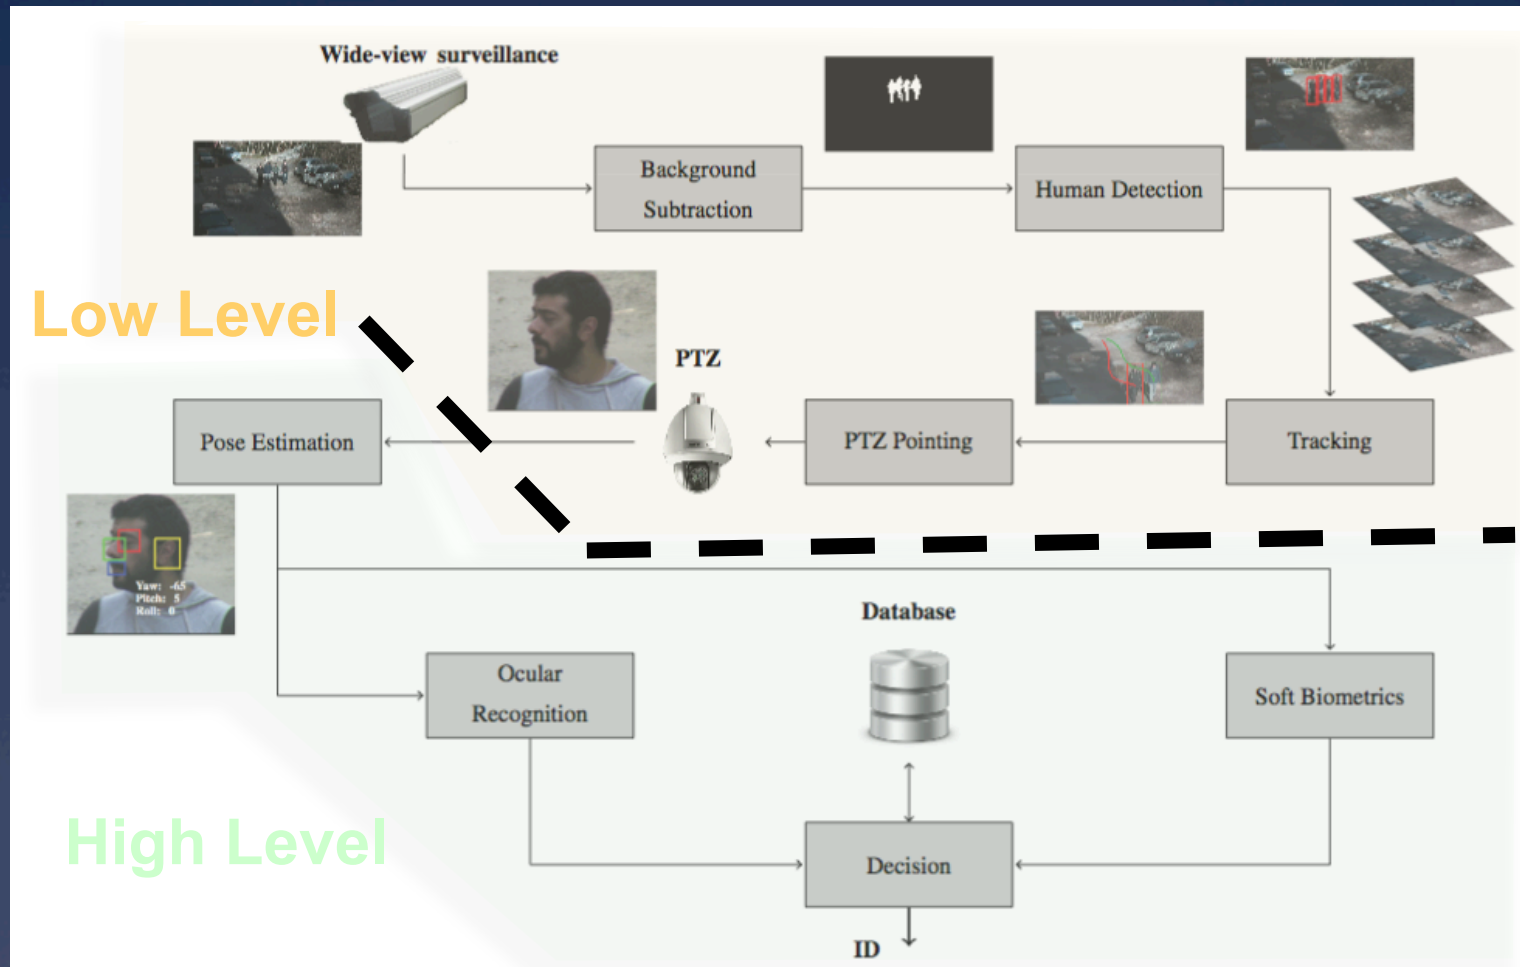 Wide-view surveillance
Background
Subtraction
Human Detection
Low Level
PTZ
Pose Estimation
PTZ Pointing
Tracking
Yaw: -65
Pitch: 5
Roll: 0
Database
Ocular
Recognition
Soft Biometrics
High Level
Decision
ID